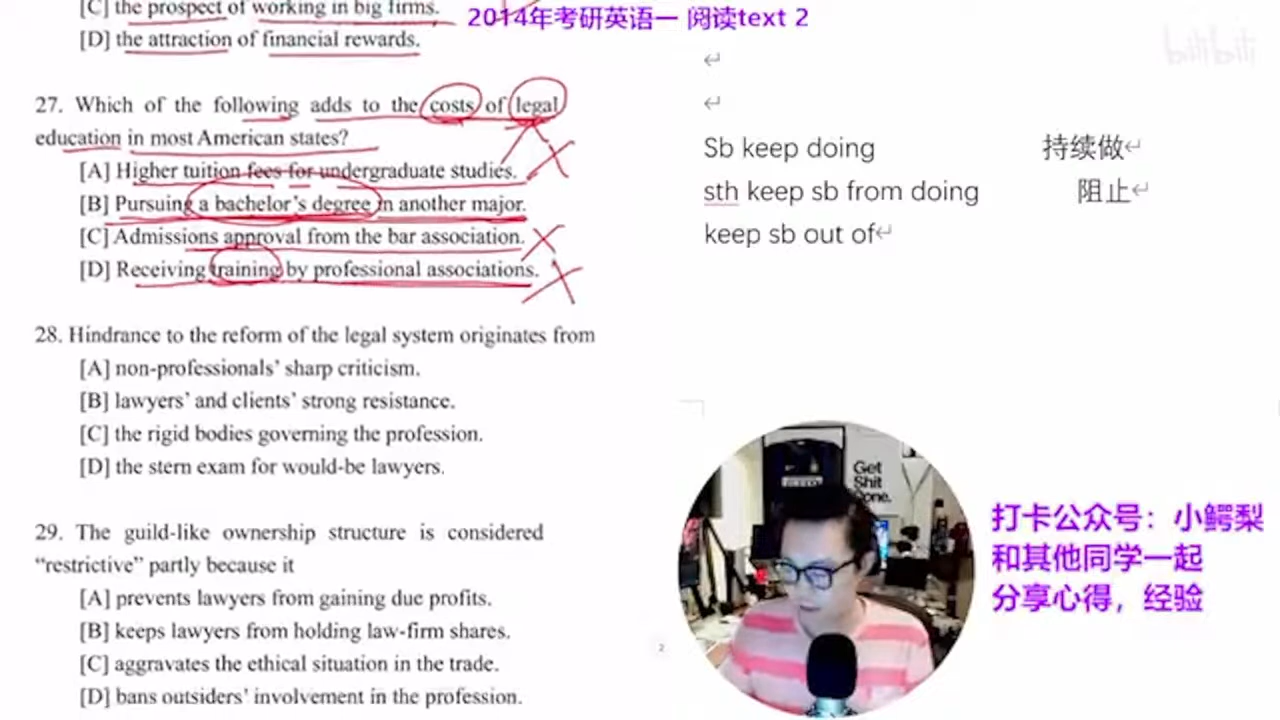 [C] the prospect of working in big firms.
2014年考研英语一 阅读text 2
bilibili
[D] the attraction of financial rewards.
27. Which of the following adds to the costs of legal
education in most American states?
[A] Higher tuition fees for undergraduate studies.
[B] Pursuing a bachelor's degree in another major.
[C] Admissions approval from the bar association.
[D] Receiving training by professional associations.
Sb keep doing 持续做
sth keep sb from doing 阻止
keep sb out of
28. Hindrance to the reform of the legal system originates from
[A] non-professionals' sharp criticism.
[B] lawyers' and clients' strong resistance.
[C] the rigid bodies governing the profession.
[D] the stern exam for would-be lawyers.
29. The guild-like ownership structure is considered
“restrictive” partly because it
[A] prevents lawyers from gaining due profits.
[B] keeps lawyers from holding law-firm shares.
[C] aggravates the ethical situation in the trade.
[D] bans outsiders' involvement in the profession.
2
Get
Shit
Done.
打卡公众号：小鳄梨
和其他同学一起
分享心得，经验